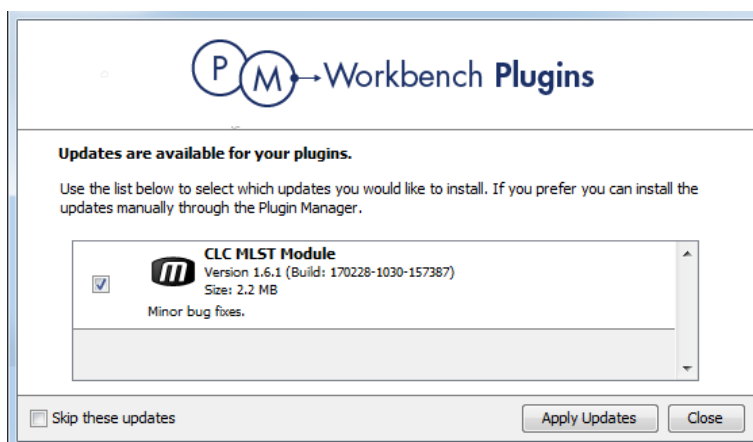 P M Workbench Plugins
Updates are available for your plugins.
Use the list below to select which updates you would like to install. If you prefer you can install the
updates manually through the Plugin Manager.
CLC MLST Module
Version 1.6.1 (Build: 170228-1030-157387)
Size: 2.2 MB
Minor bug fixes.
Skip these updates
Apply Updates
Close